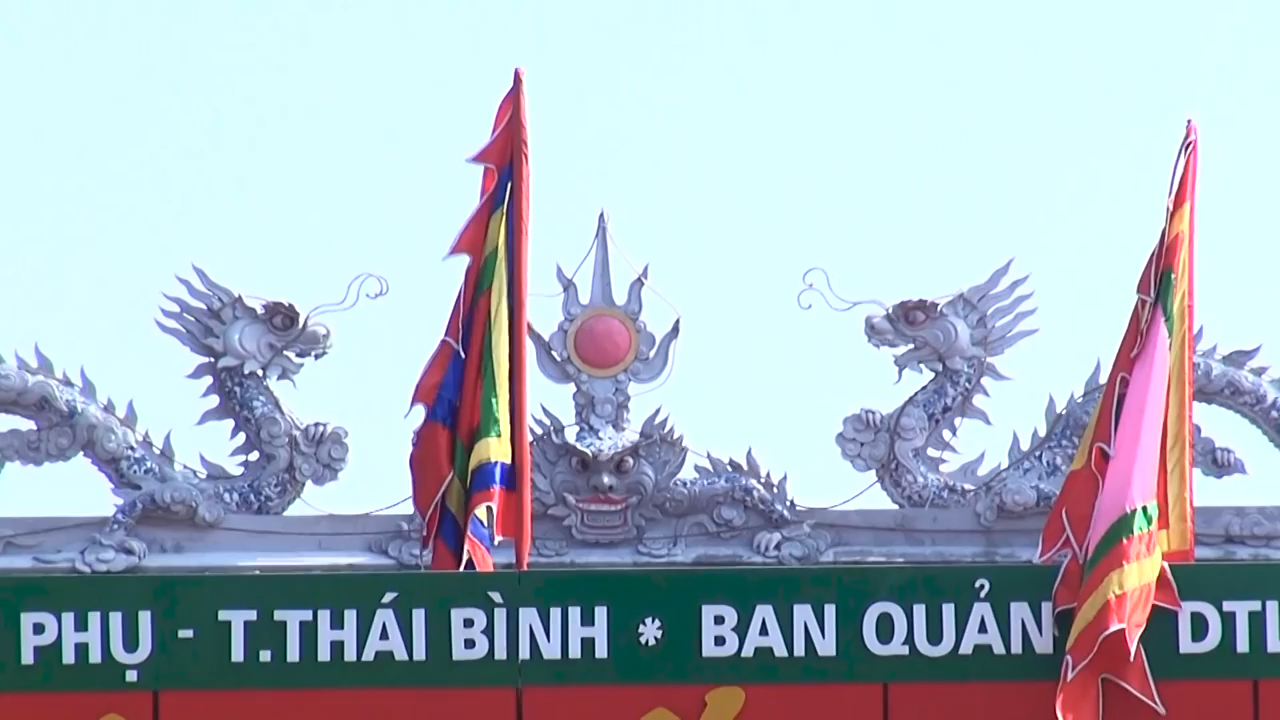 PHỤ - T.THÁI BÌNH * BAN QUẢN